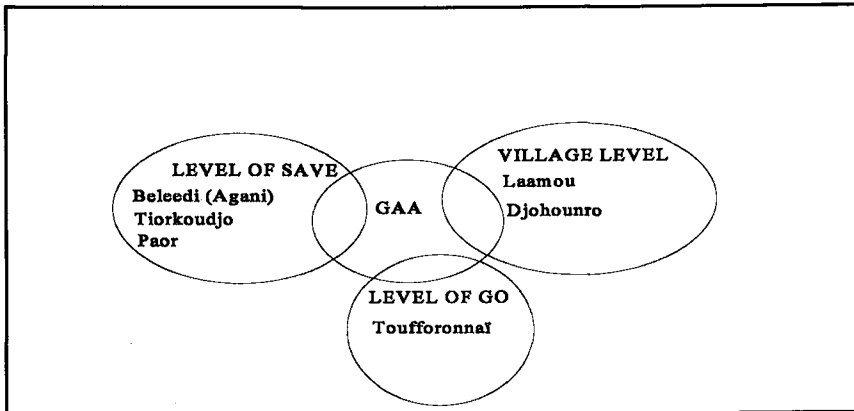 LEVEL OF SAVE
Beleedi (Agani)
Tiorkoudjo
Paor
GAA
VILLAGE LEVEL
Laamou
Djohounro
LEVEL OF GO
Toufforonnaï